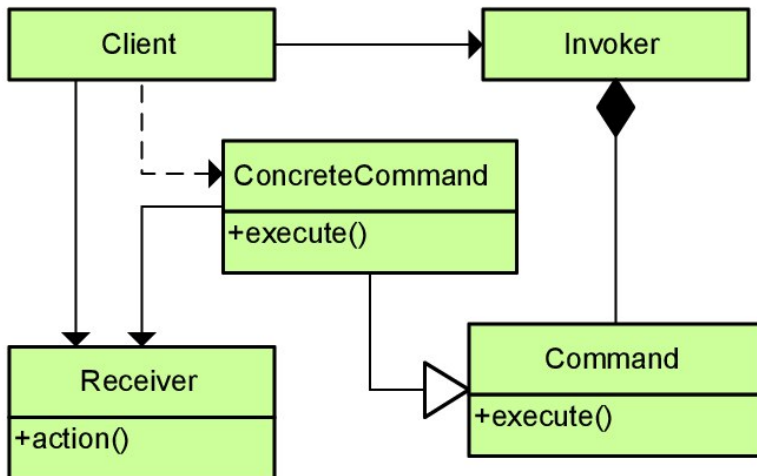 Client
Invoker
ConcreteCommand
+execute()
Receiver
+action()
Command
+execute()